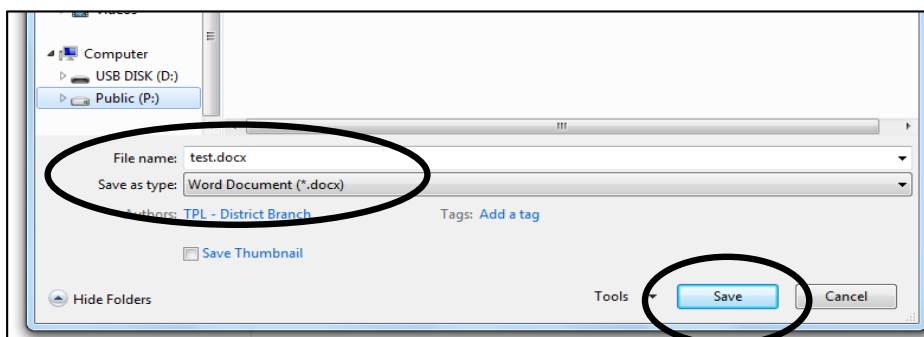 Videos
Computer
USB DISK (D:)
Public (P:)
File name: test.docx
Save as type: Word Document (*.docx)
Authors: TPL - District Branch Tags: Add a tag
Save Thumbnail
Hide Folders Tools Save Cancel